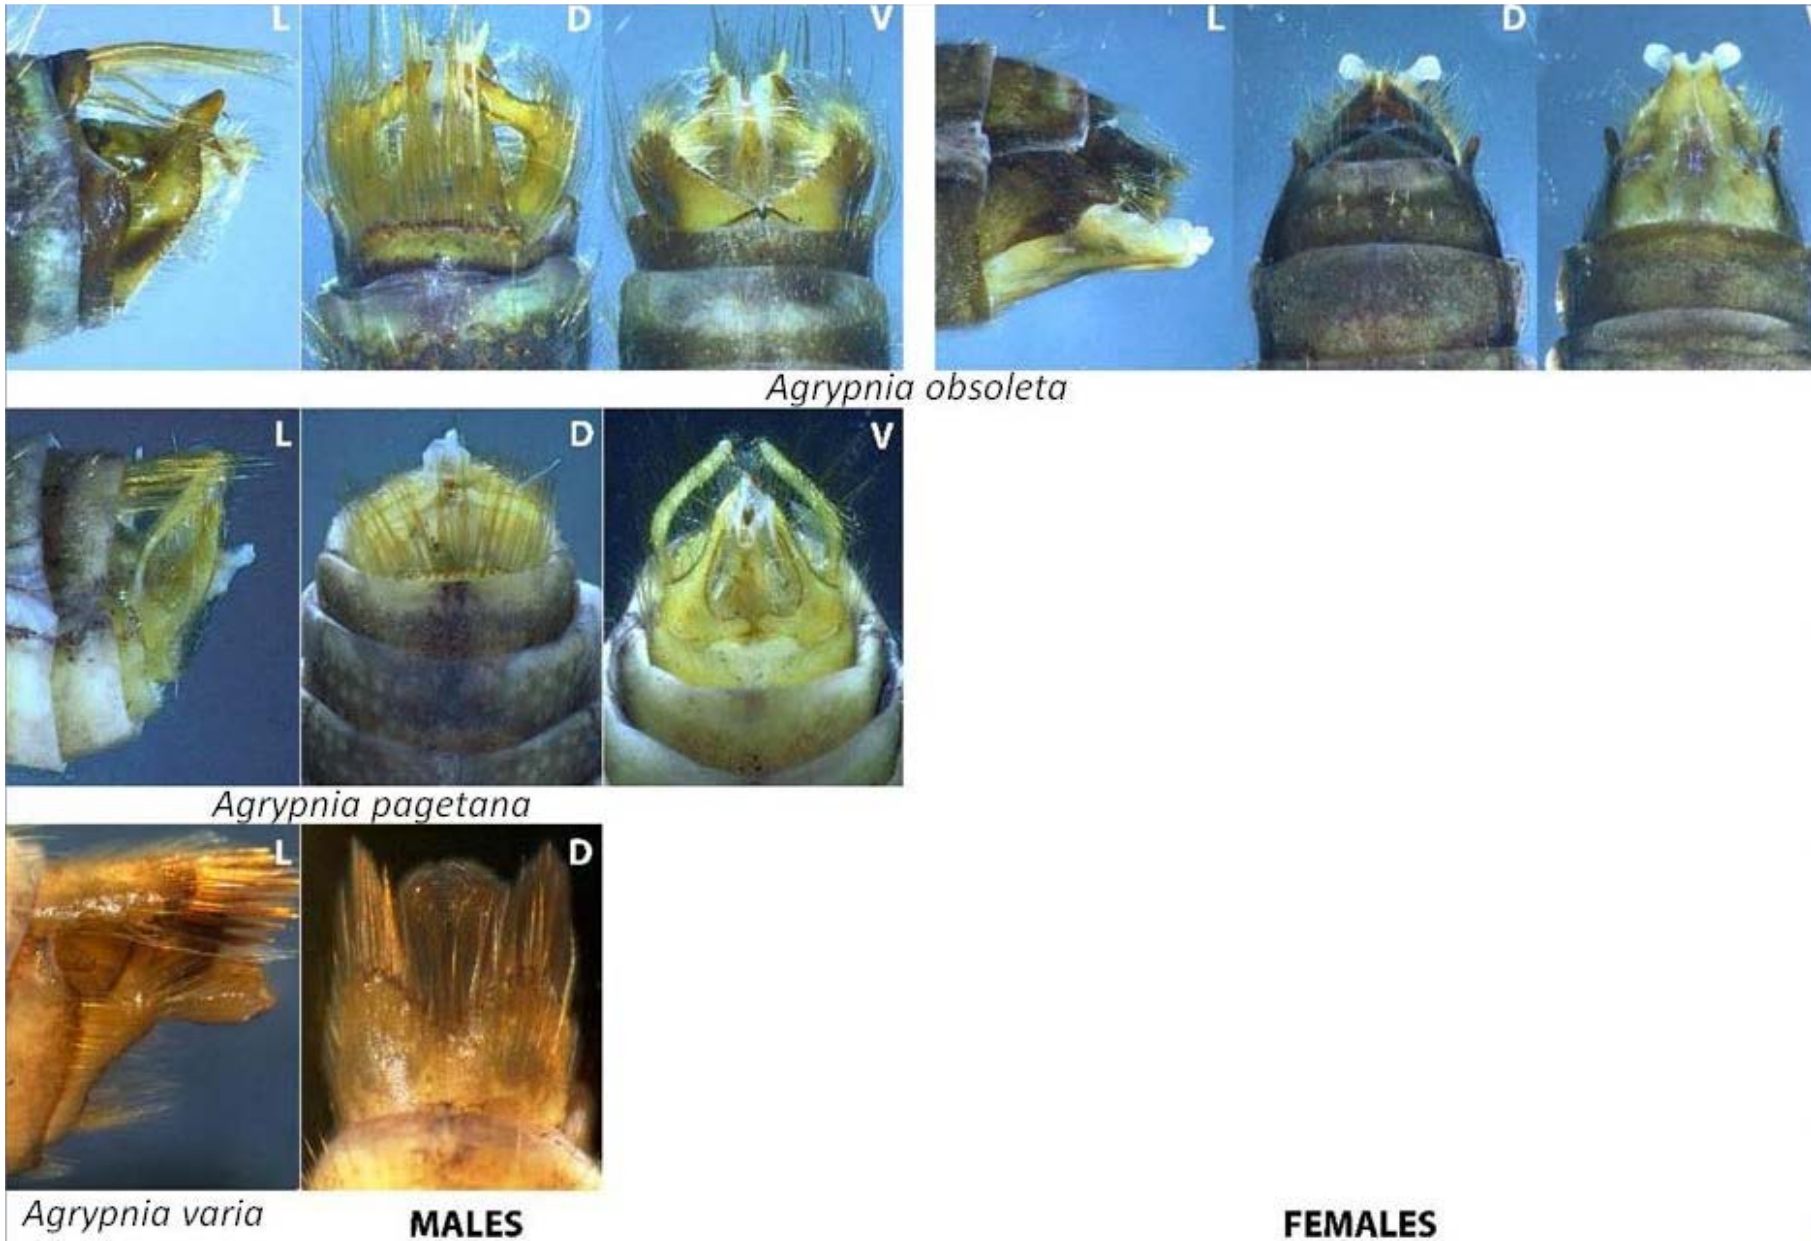 L D V L D V
Agrypnia obsoleta
L D V
Agrypnia pagetana
L D
Agrypnia varia MALES FEMALES